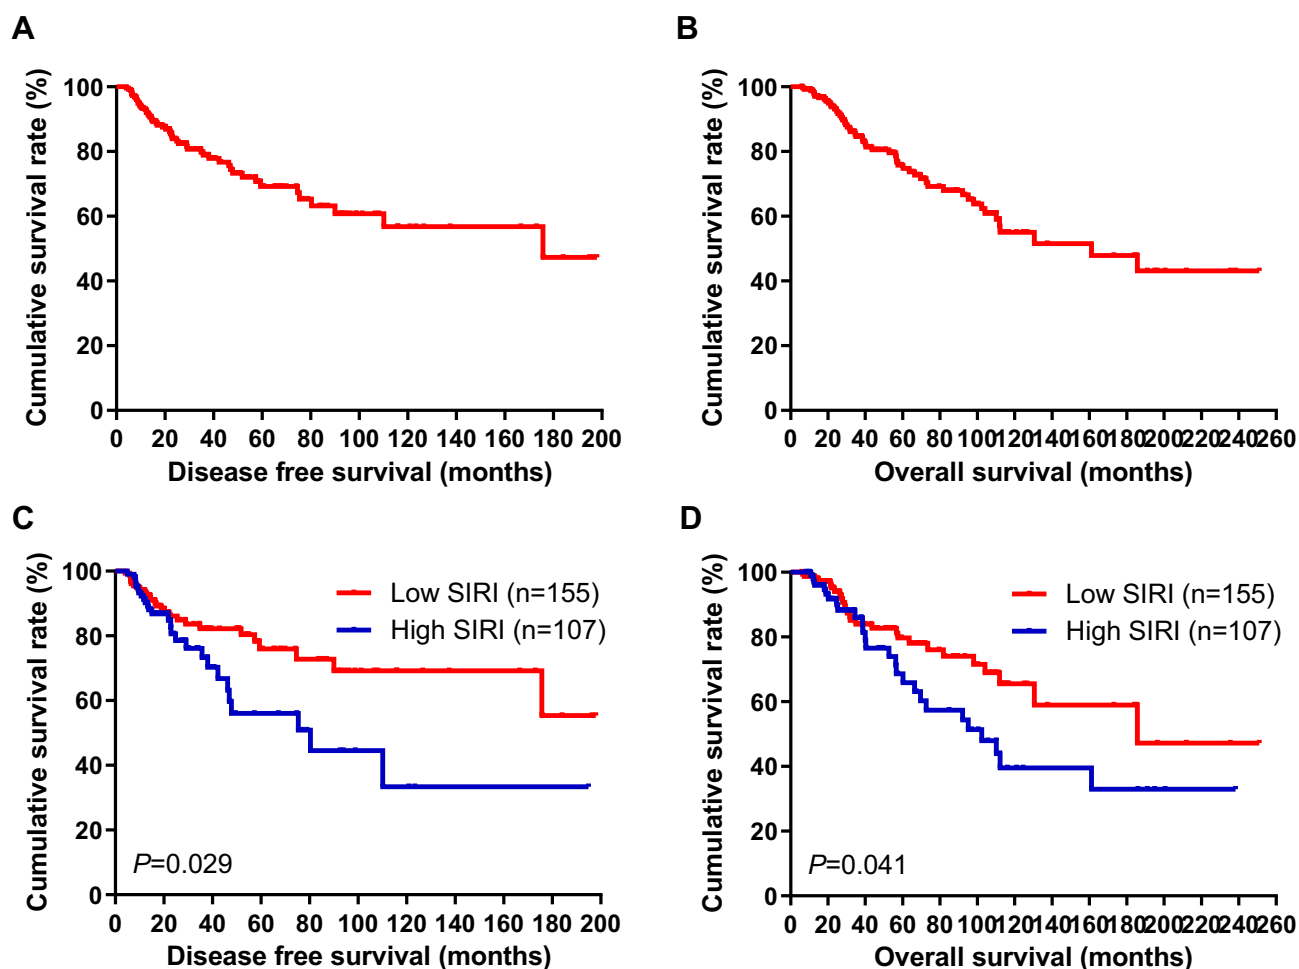 A
Cumulative survival rate (%)
100
80
60
40
20
0
0 20 40 60 80 100 120 140 160 180 200
Disease free survival (months)
B
Cumulative survival rate (%)
100
80
60
40
20
0
0 20 40 60 80 100 120 140 160 180 200 220 240 260
Overall survival (months)
C
Cumulative survival rate (%)
100
80
60
40
20
0
Low SIRI (n=155)
High SIRI (n=107)
P=0.029
0 20 40 60 80 100 120 140 160 180 200
Disease free survival (months)
D
Cumulative survival rate (%)
100
80
60
40
20
0
Low SIRI (n=155)
High SIRI (n=107)
P=0.041
0 20 40 60 80 100 120 140 160 180 200 220 240 260
Overall survival (months)